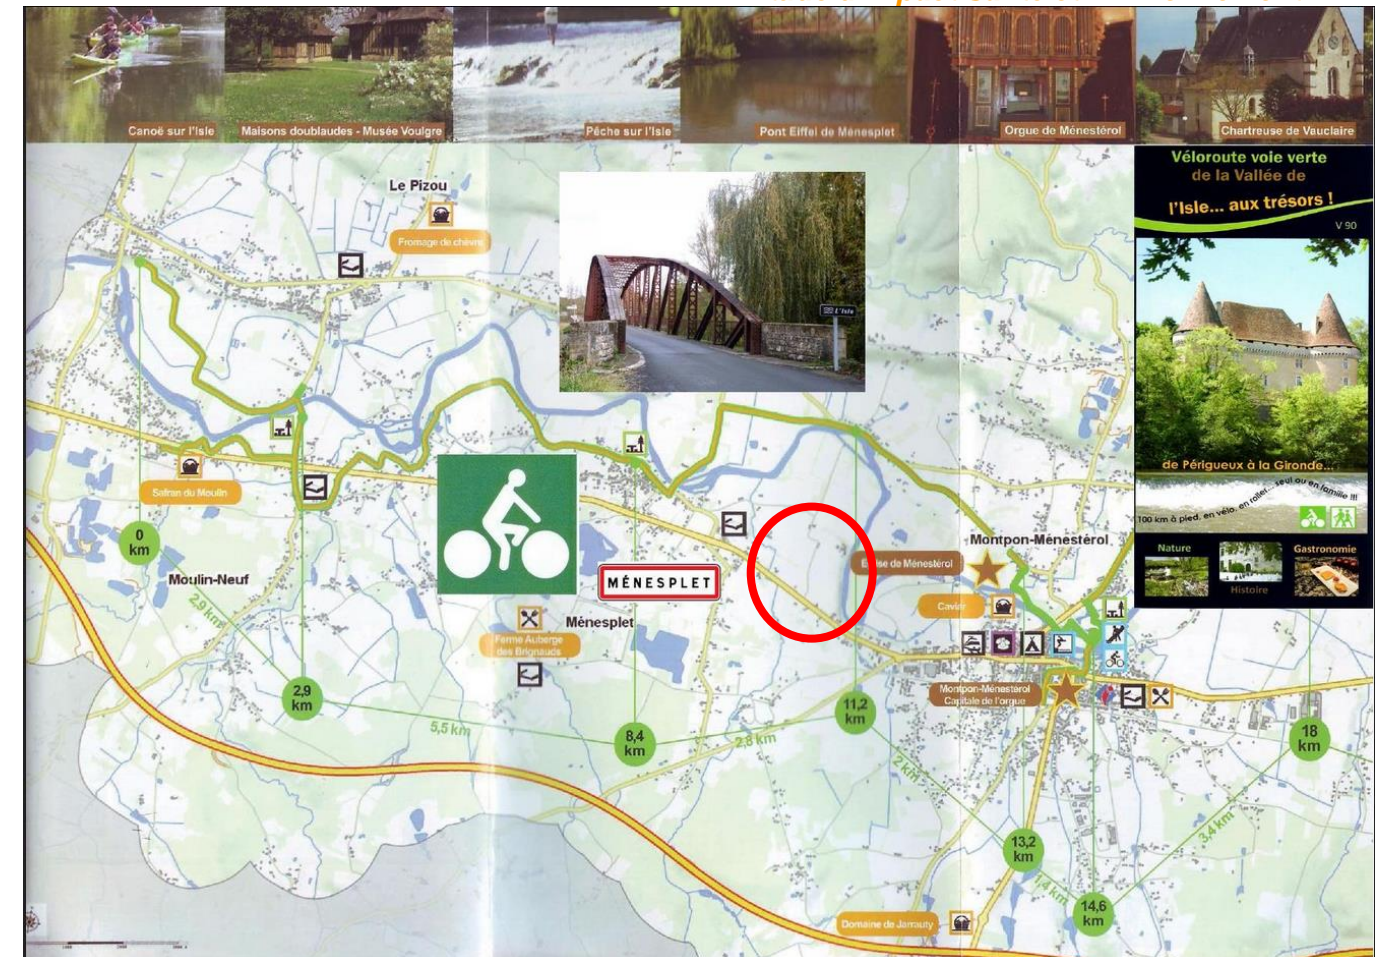 Canoë sur l'Isle
Maisons doublaudes - Musée Voulgre
Pêche sur l'Isle
Pont Eiffel de Ménesplet
Orgue de Ménestérol
Chartreuse de Vauclaire
Véloroute voie verte
de la Vallée de
l'Isle... aux trésors !
V 90
Le Pizou
Fromage de chèvre
L'Isle
de Périgueux à la Gironde...
100 km à pied, en vélo, en roller... seul ou en famille !!!
Safran du Moulin
0
km
Montpon-Ménestérol
Nature
Histoire
Gastronomie
Moulin-Neuf
MÉNESPLET
Eglise de Ménestérol
Caviar
2,9 km
Ménesplet
Ferme Auberge
des Brignauds
2,9
km
5,5 km
8,4
km
2,8 km
11,2
km
Montpon-Ménestérol
Capitale de l'orgue
18
km
2 km
3,4 km
13,2
km
1,4 km
14,6
km
Domaine de Jarrauty